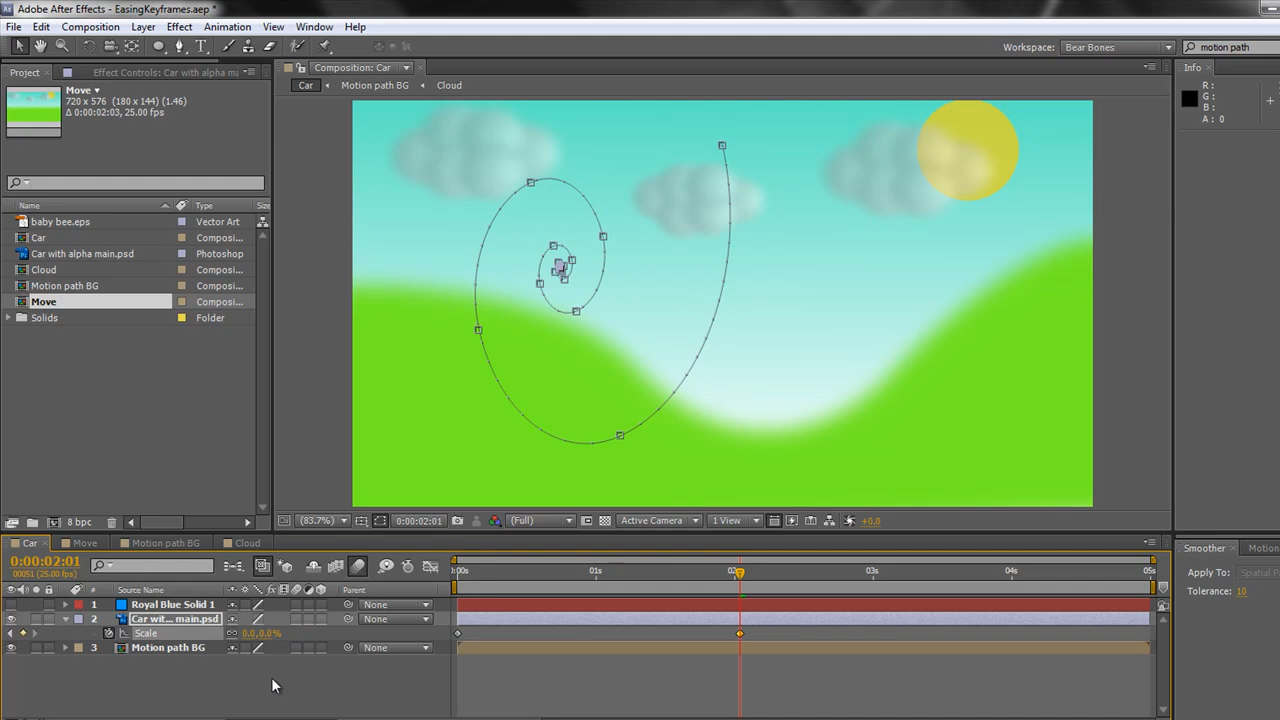 Adobe After Effects - EasingKeyframes.aep *
File Edit Composition Layer Effect Animation View Window Help
Workspace: Bear Bones motion path
Project Effect Controls: Car with alpha ma
Composition: Car
Info
Move
720 x 576 (180 x 144) (1.46)
Δ 0:00:02:03, 25.00 fps
Car Motion path BG Cloud
R :
G :
B :
A : 0
Name Type Size
baby bee.eps Vector Art
Car Composi...
Car with alpha main.psd Photoshop
Cloud Composi...
Motion path BG Composi...
Move Composi...
Solids Folder
8 bpc
(83.7%) 0:00:02:01 (Full) Active Camera 1 View +0.0
Car Move Motion path BG Cloud
Smoother Motion
0:00:02:01
00051 (25.00 fps)
:00s 01s 02s 03s 04s 05s
Apply To: Spatial P
Tolerance: 10
# Source Name Parent
1 Royal Blue Solid 1 None
2 Car wit... main.psd None
Scale 0.0,0.0%
3 Motion path BG None